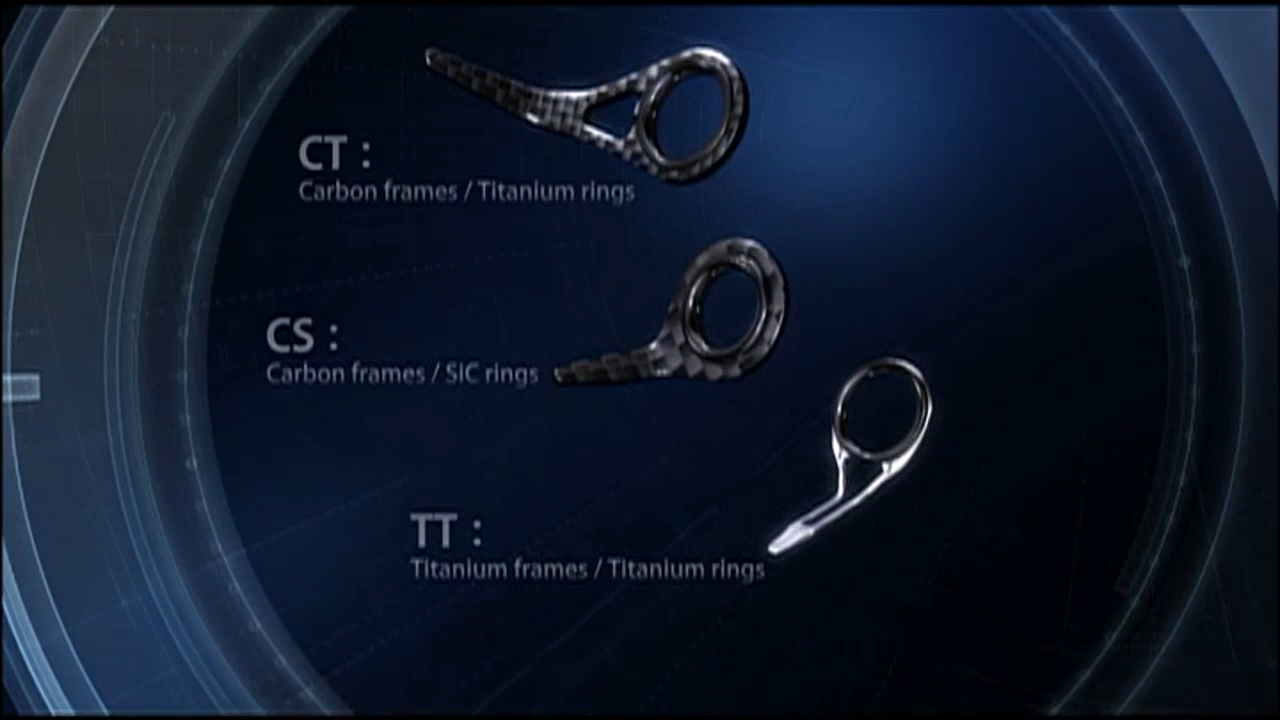 CT :
Carbon frames / Titanium rings
CS :
Carbon frames / SiC rings
TT :
Titanium frames / Titanium rings